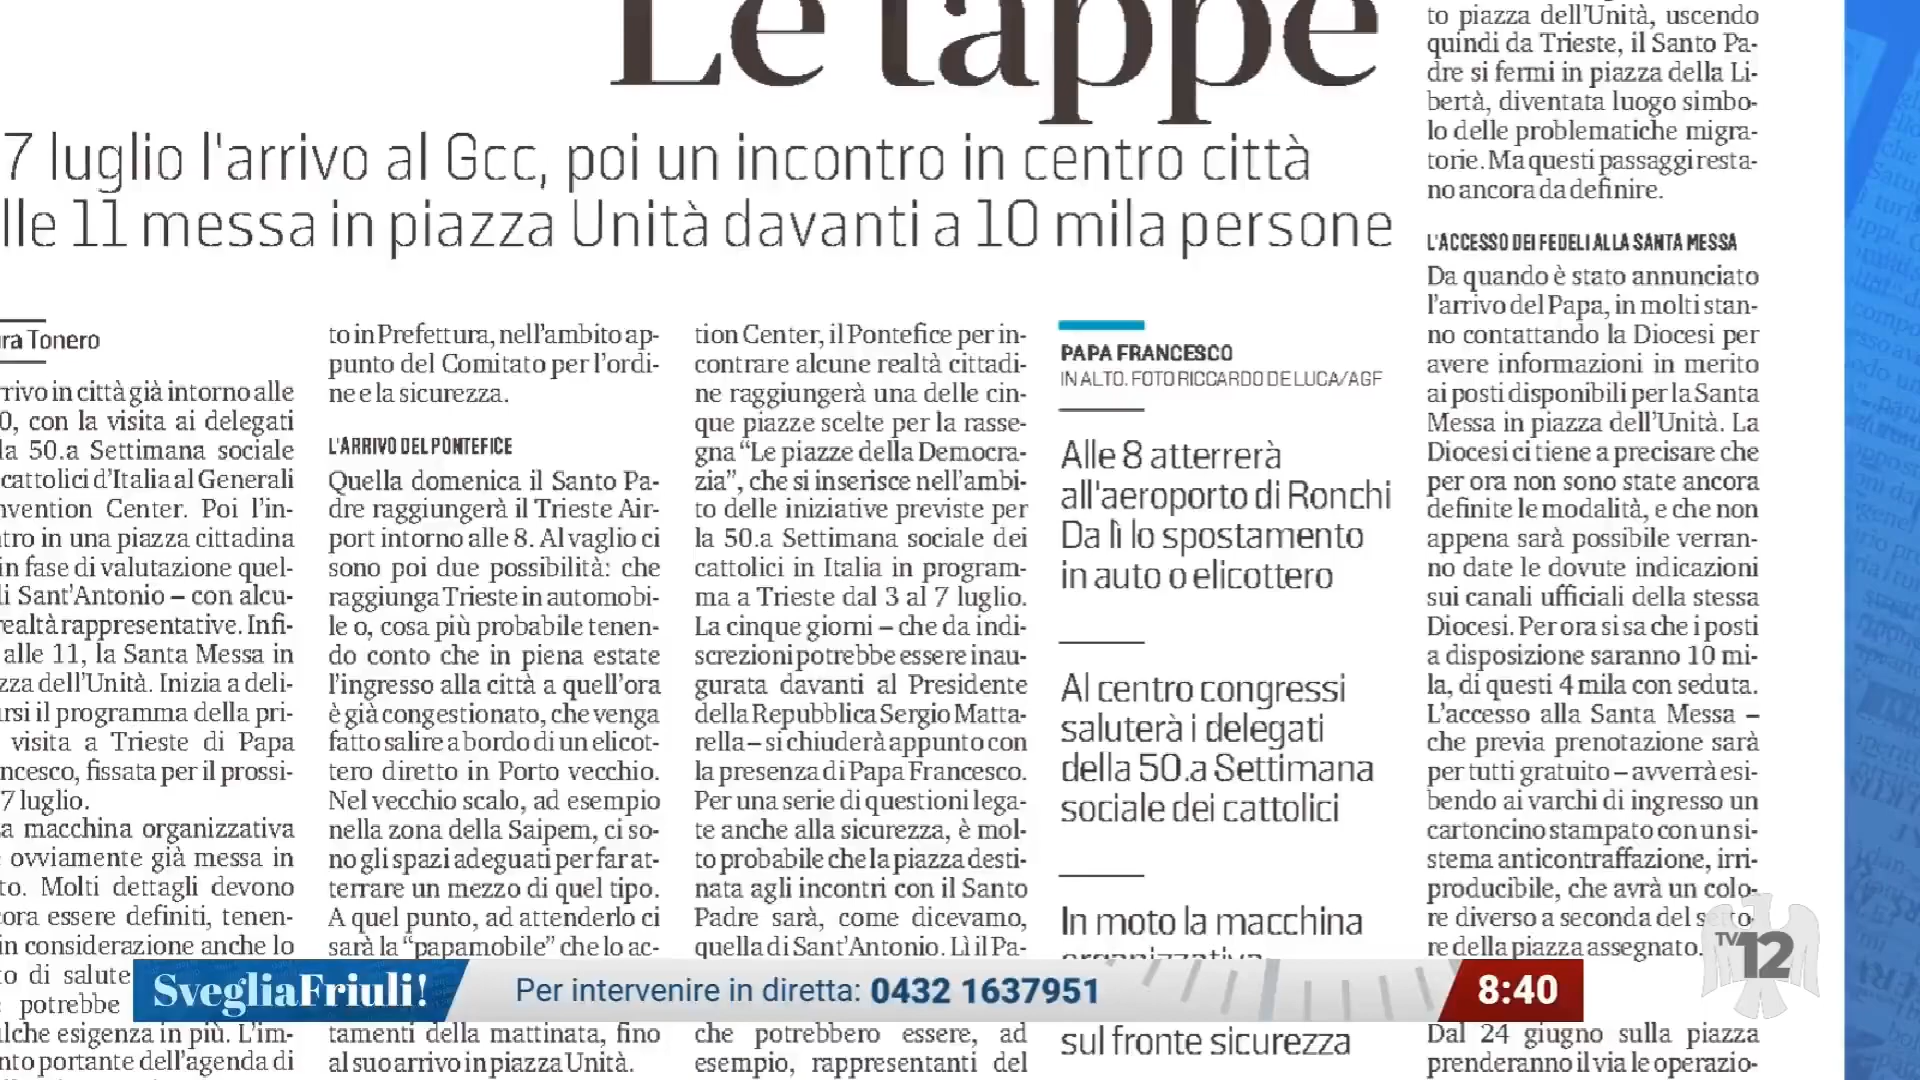 Le tappe
7 luglio l'arrivo al Gcc, poi un incontro in centro città
lle 11 messa in piazza Unità davanti a 10 mila persone
ra Tonero
rrivo in città già intorno alle
0, con la visita ai delegati
la 50.a Settimana sociale
cattolici d'Italia al Generali
nvention Center. Poi l'in-
tro in una piazza cittadina
in fase di valutazione quel-
li Sant'Antonio – con alcu-
realtà rappresentative. Infi-
alle 11, la Santa Messa in
zza dell'Unità. Inizia a deli-
rsi il programma della pri-
visita a Trieste di Papa
ncesco, fissata per il prossi-
7 luglio.
a macchina organizzativa
ovviamente già messa in
to. Molti dettagli devono
ora essere definiti, tenen-
in considerazione anche lo
to di salute
potrebbe
lche esigenza in più. L'im-
nto portante dell'agenda di
to in Prefettura, nell'ambito ap-
punto del Comitato per l'ordi-
ne e la sicurezza.
L'ARRIVO DEL PONTEFICE
Quella domenica il Santo Pa-
dre raggiungerà il Trieste Air-
port intorno alle 8. Al vaglio ci
sono poi due possibilità: che
raggiunga Trieste in automobi-
le o, cosa più probabile tenen-
do conto che in piena estate
l'ingresso alla città a quell'ora
è già congestionato, che venga
fatto salire a bordo di un elicot-
tero diretto in Porto vecchio.
Nel vecchio scalo, ad esempio
nella zona della Saipem, ci so-
no gli spazi adeguati per far at-
terrare un mezzo di quel tipo.
A quel punto, ad attenderlo ci
sarà la “papamobile” che lo ac-
tamenti della mattinata, fino
al suo arrivo in piazza Unità.
tion Center, il Pontefice per in-
contrare alcune realtà cittadi-
ne raggiungerà una delle cin-
que piazze scelte per la rasse-
gna “Le piazze della Democra-
zia”, che si inserisce nell'ambi-
to delle iniziative previste per
la 50.a Settimana sociale dei
cattolici in Italia in program-
ma a Trieste dal 3 al 7 luglio.
La cinque giorni – che da indi-
screzioni potrebbe essere inau-
gurata davanti al Presidente
della Repubblica Sergio Matta-
rella – si chiuderà appunto con
la presenza di Papa Francesco.
Per una serie di questioni lega-
te anche alla sicurezza, è mol-
to probabile che la piazza desti-
nata agli incontri con il Santo
Padre sarà, come dicevamo,
quella di Sant'Antonio. Lì il Pa-
che potrebbero essere, ad
esempio, rappresentanti del
PAPA FRANCESCO
IN ALTO. FOTO RICCARDO DE LUCA/AGF
Alle 8 atterrerà
all'aeroporto di Ronchi
Da lì lo spostamento
in auto o elicottero
Al centro congressi
saluterà i delegati
della 50.a Settimana
sociale dei cattolici
In moto la macchina
organizzativa
sul fronte sicurezza
to piazza dell'Unità, uscendo
quindi da Trieste, il Santo Pa-
dre si fermi in piazza della Li-
bertà, diventata luogo simbo-
lo delle problematiche migra-
torie. Ma questi passaggi resta-
no ancora da definire.
L'ACCESSO DEI FEDELI ALLA SANTA MESSA
Da quando è stato annunciato
l'arrivo del Papa, in molti stan-
no contattando la Diocesi per
avere informazioni in merito
ai posti disponibili per la Santa
Messa in piazza dell'Unità. La
Diocesi ci tiene a precisare che
per ora non sono state ancora
definite le modalità, e che non
appena sarà possibile verran-
no date le dovute indicazioni
sui canali ufficiali della stessa
Diocesi. Per ora si sa che i posti
a disposizione saranno 10 mi-
la, di questi 4 mila con seduta.
L'accesso alla Santa Messa –
che previa prenotazione sarà
per tutti gratuito – avverrà esi-
bendo ai varchi di ingresso un
cartoncino stampato con un si-
stema anticontraffazione, irri-
producibile, che avrà un colo-
re diverso a seconda del setto-
re della piazza assegnato.
Dal 24 giugno sulla piazza
prenderanno il via le operazio-
SvegliaFriuli!
Per intervenire in diretta: 0432 1637951
8:40
TV 12